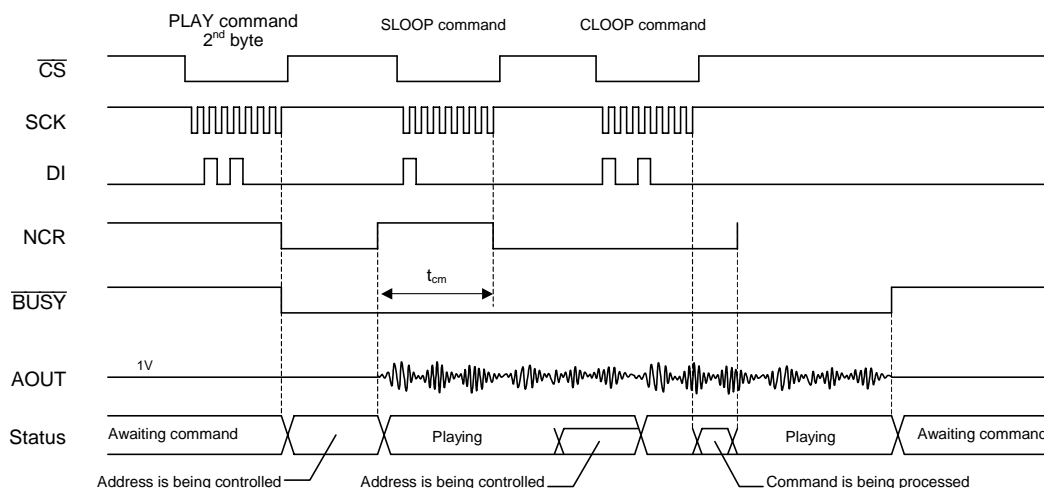 PLAY command
2nd byte
SLOOP command
CLOOP command
CS
SCK
DI
NCR
tcm
BUSY
1V
AOUT
Status
Awaiting command
Playing
Playing
Awaiting command
Address is being controlled
Address is being controlled
Command is being processed